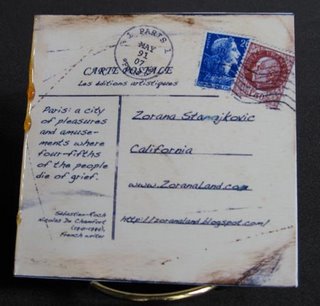 PARIS
MAY
07
CARTE POSTALE
Les éditions artistiques
Paris: a city
of pleasures
and amuse-
ments where
four-fifths
of the people
die of grief.
Sébastien-Roch
Nicolas De Chamfort
French writer
Zorana Stanojkovic
California
www.ZoranaLand.com
http://zoranaland.blogspot.com/